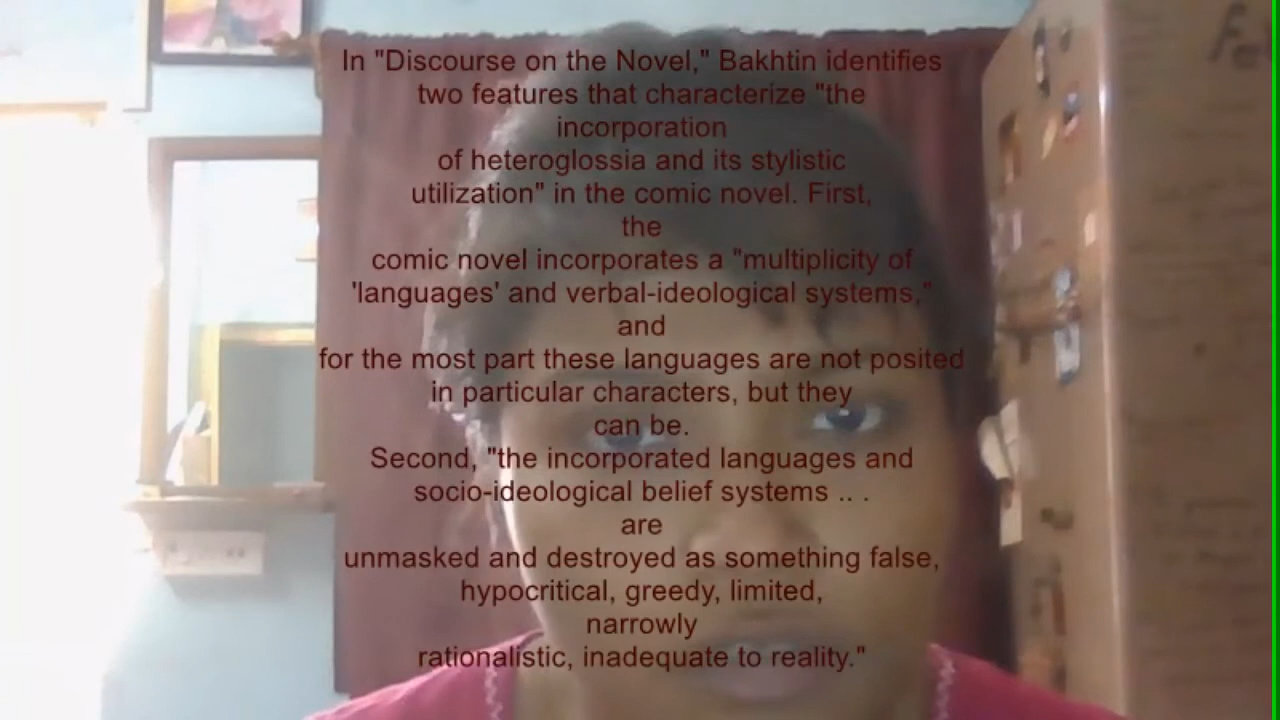 In "Discourse on the Novel," Bakhtin identifies
two features that characterize "the
incorporation
of heteroglossia and its stylistic
utilization" in the comic novel. First,
the
comic novel incorporates a "multiplicity of
'languages' and verbal-ideological systems,"
and
for the most part these languages are not posited
in particular characters, but they
can be.
Second, "the incorporated languages and
socio-ideological belief systems .. .
are
unmasked and destroyed as something false,
hypocritical, greedy, limited,
narrowly
rationalistic, inadequate to reality."